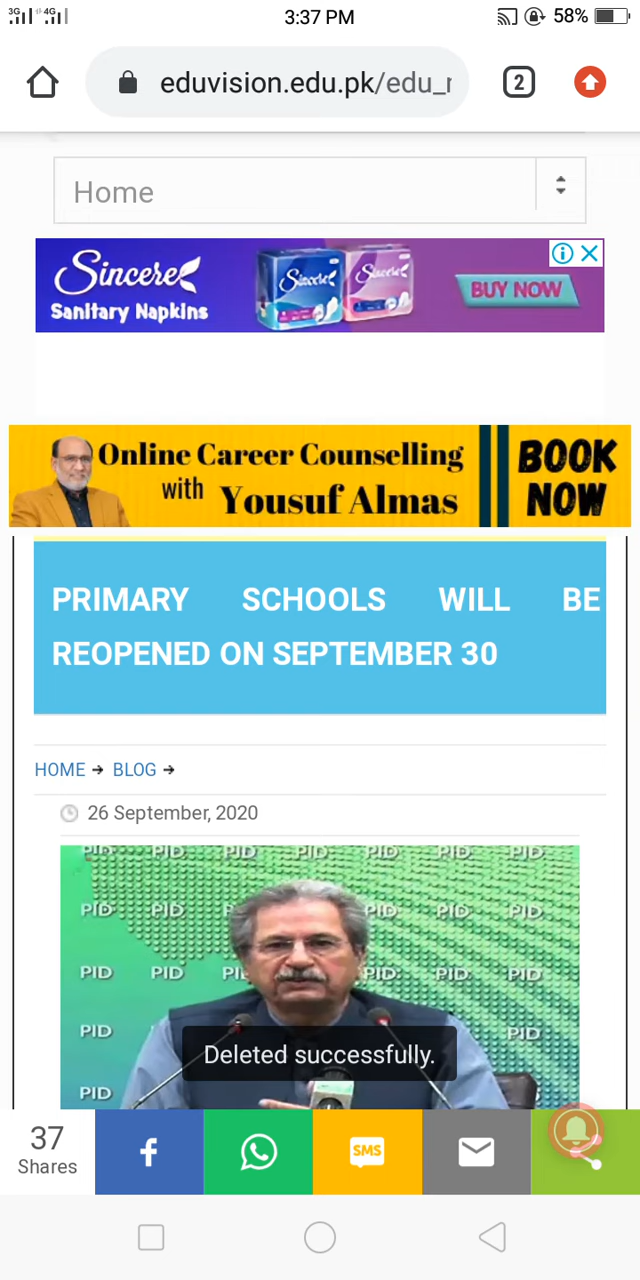 3G 4G 3:37 PM 58%
eduvision.edu.pk/edu_r
2
Home
Sincere
Sanitary Napkins
Sincere Sincere
BUY NOW
Online Career Counselling
with Yousuf Almas
BOOK
NOW
PRIMARY SCHOOLS WILL BE
REOPENED ON SEPTEMBER 30
HOME → BLOG →
26 September, 2020
PID PID PID PID PID PID PID
PID PID PID PID PID
PID PID PID PID PID
PID PID
Deleted successfully.
PID
37
Shares
SMS